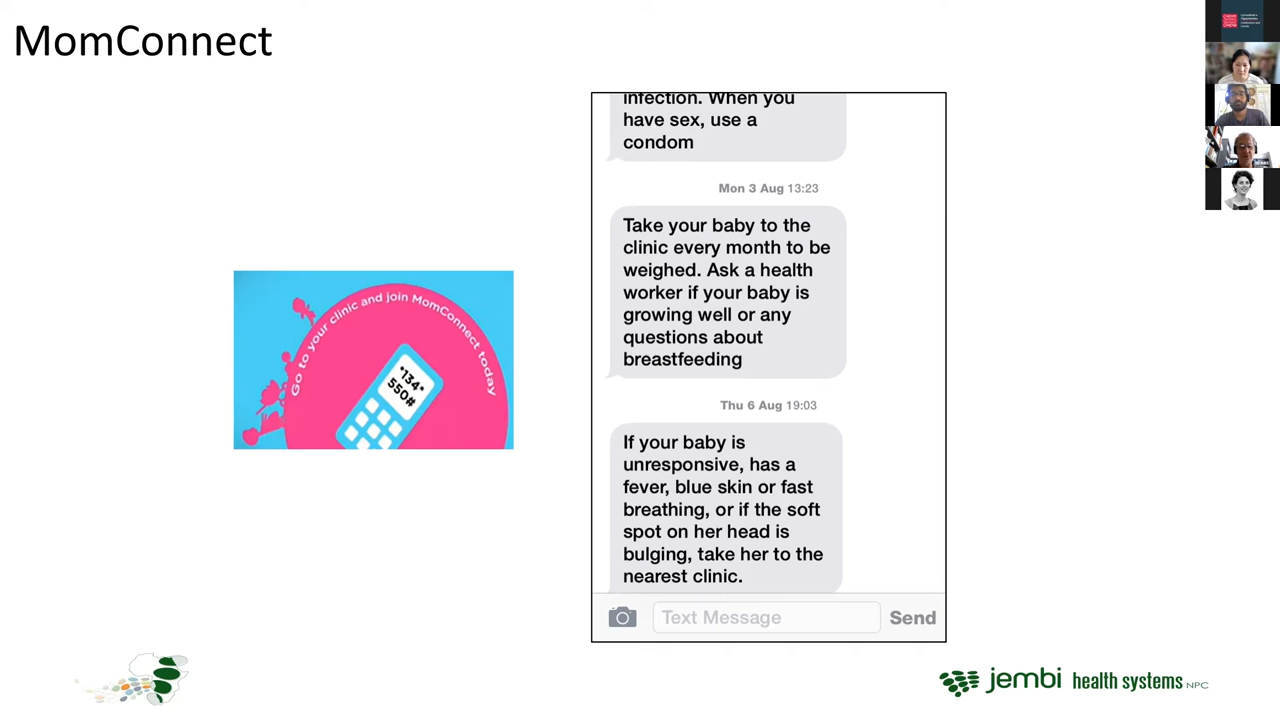 MomConnect
Go to your clinic and join MomConnect today
*134*
550#
infection. When you
have sex, use a
condom
Mon 3 Aug 13:23
Take your baby to the
clinic every month to be
weighed. Ask a health
worker if your baby is
growing well or any
questions about
breastfeeding
Thu 6 Aug 19:03
If your baby is
unresponsive, has a
fever, blue skin or fast
breathing, or if the soft
spot on her head is
bulging, take her to the
nearest clinic.
Text Message
Send
jembi health systems NPC